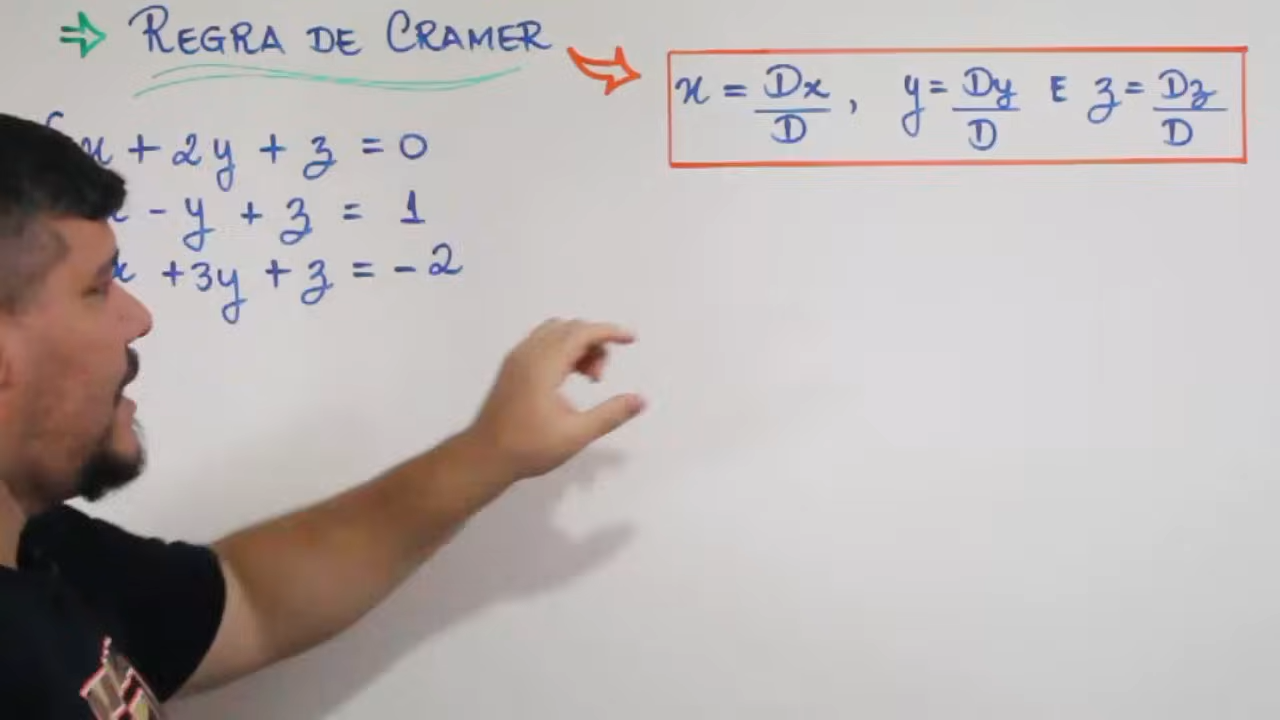 ⇒ REGRA DE CRAMER
x = Dx/D, y = Dy/D E z = Dz/D
x + 2y + z = 0
x - y + z = 1
x + 3y + z = -2